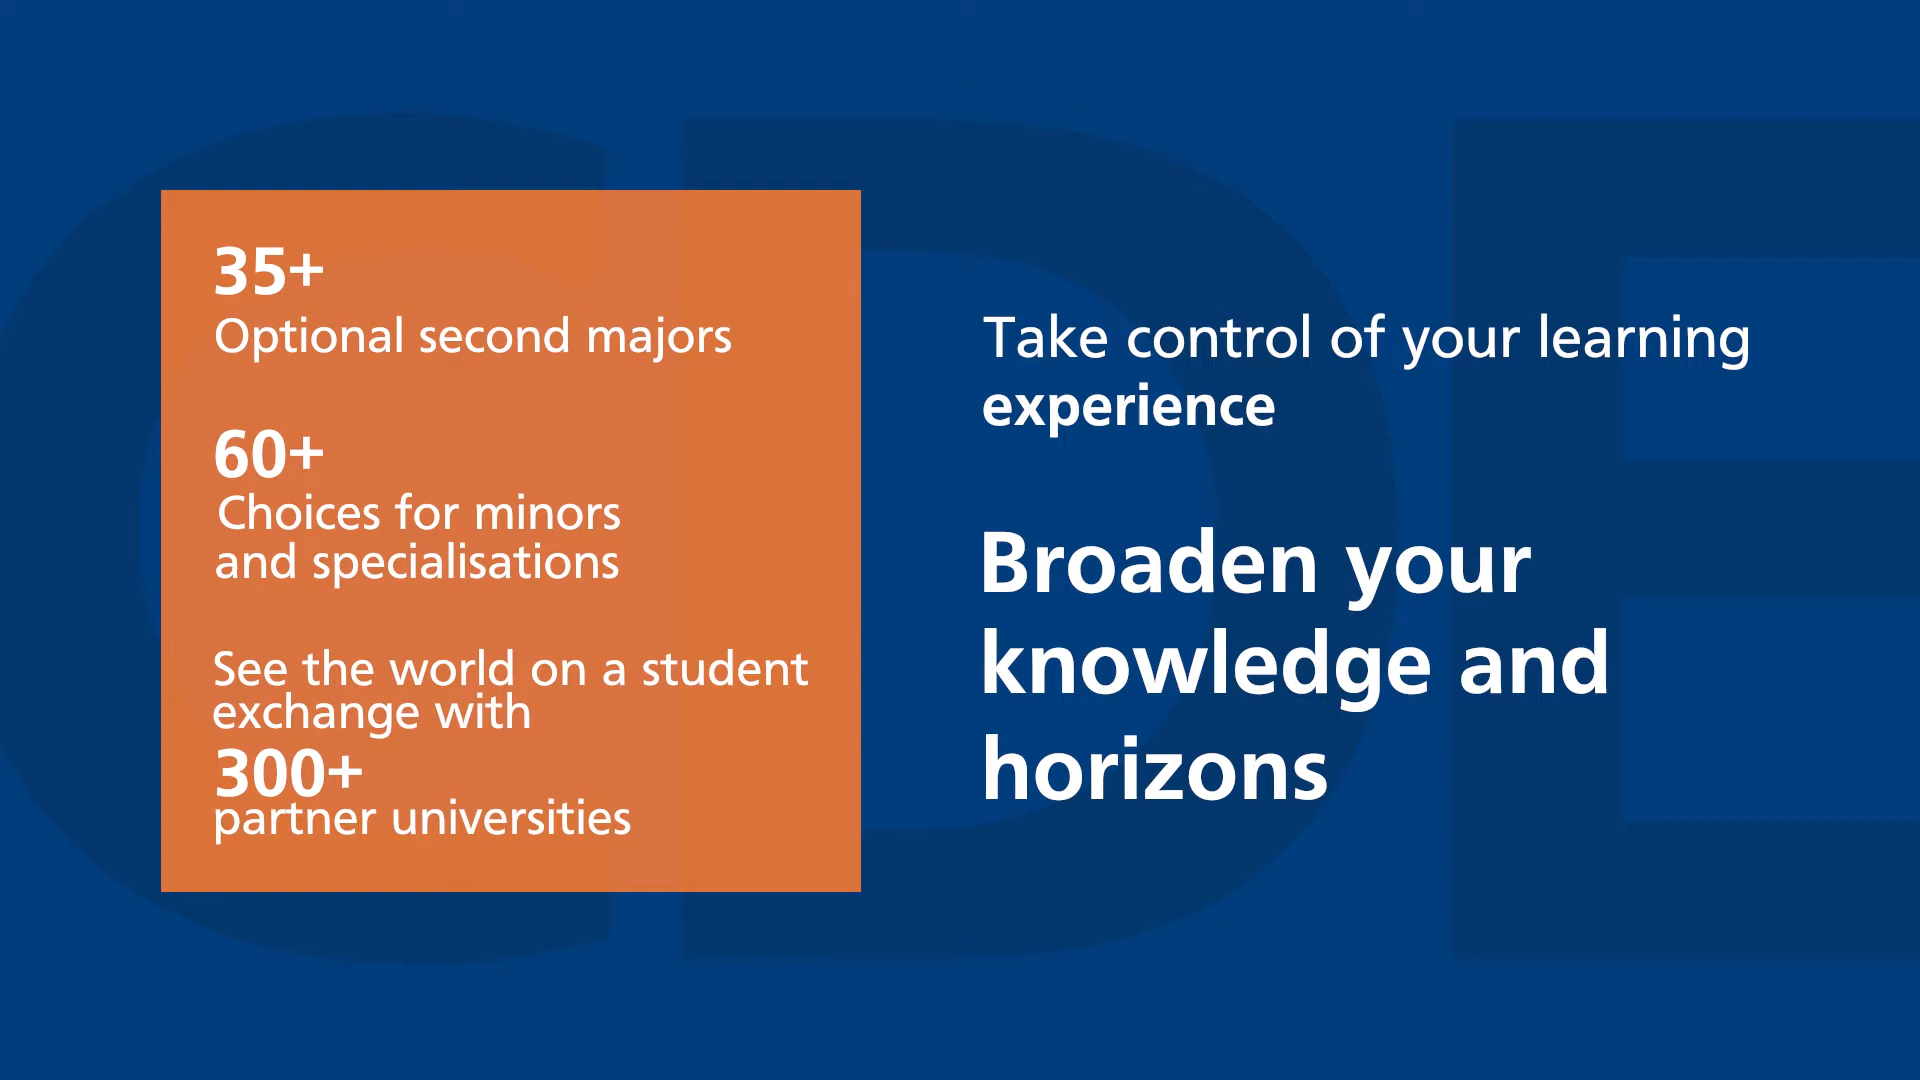 CDE
35+
Optional second majors
60+
Choices for minors
and specialisations
See the world on a student
exchange with
300+
partner universities
Take control of your learning
experience
Broaden your
knowledge and
horizons